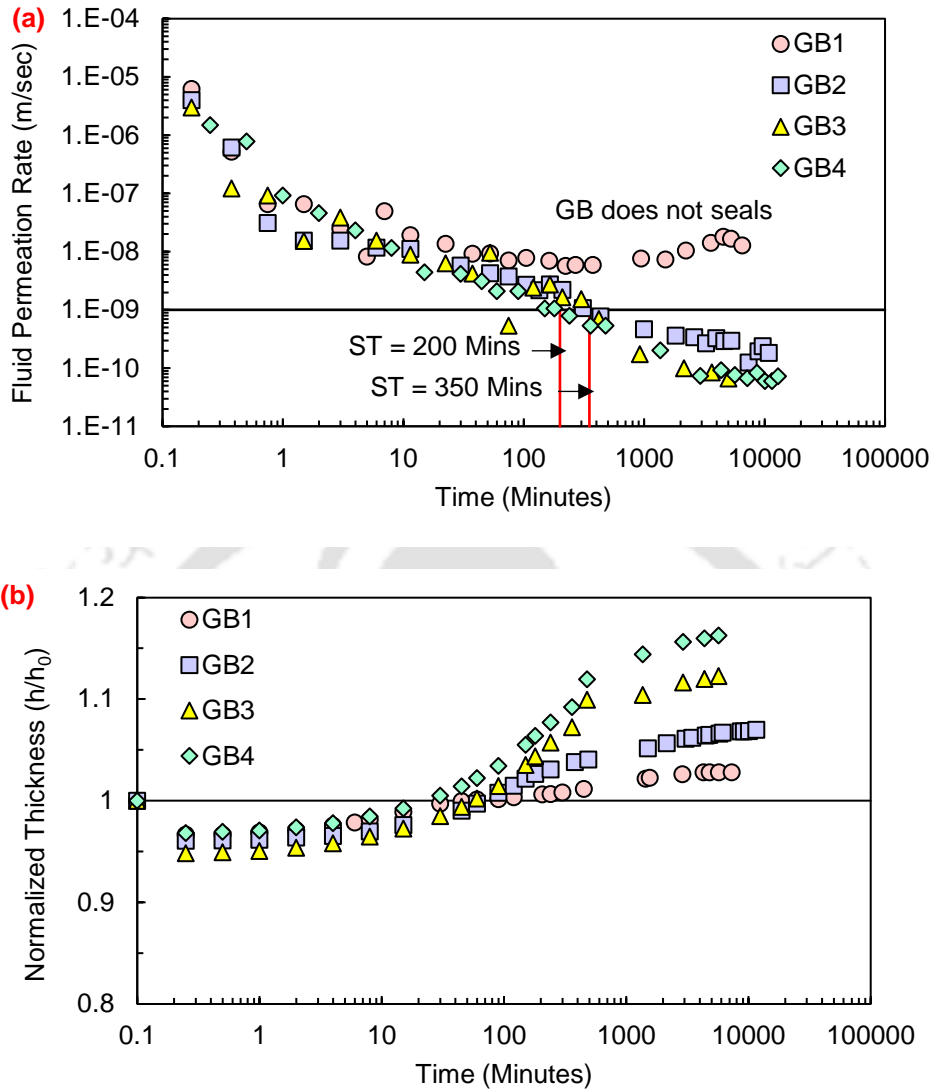 (a)
Fluid Permeation Rate (m/sec)
1.E-04
1.E-05
1.E-06
1.E-07
1.E-08
1.E-09
1.E-10
1.E-11
GB1
GB2
GB3
GB4
GB does not seals
ST = 200 Mins
ST = 350 Mins
0.1 1 10 100 1000 10000 100000
Time (Minutes)
(b)
Normalized Thickness (h/h0)
1.2
1.1
1
0.9
0.8
GB1
GB2
GB3
GB4
0.1 1 10 100 1000 10000 100000
Time (Minutes)